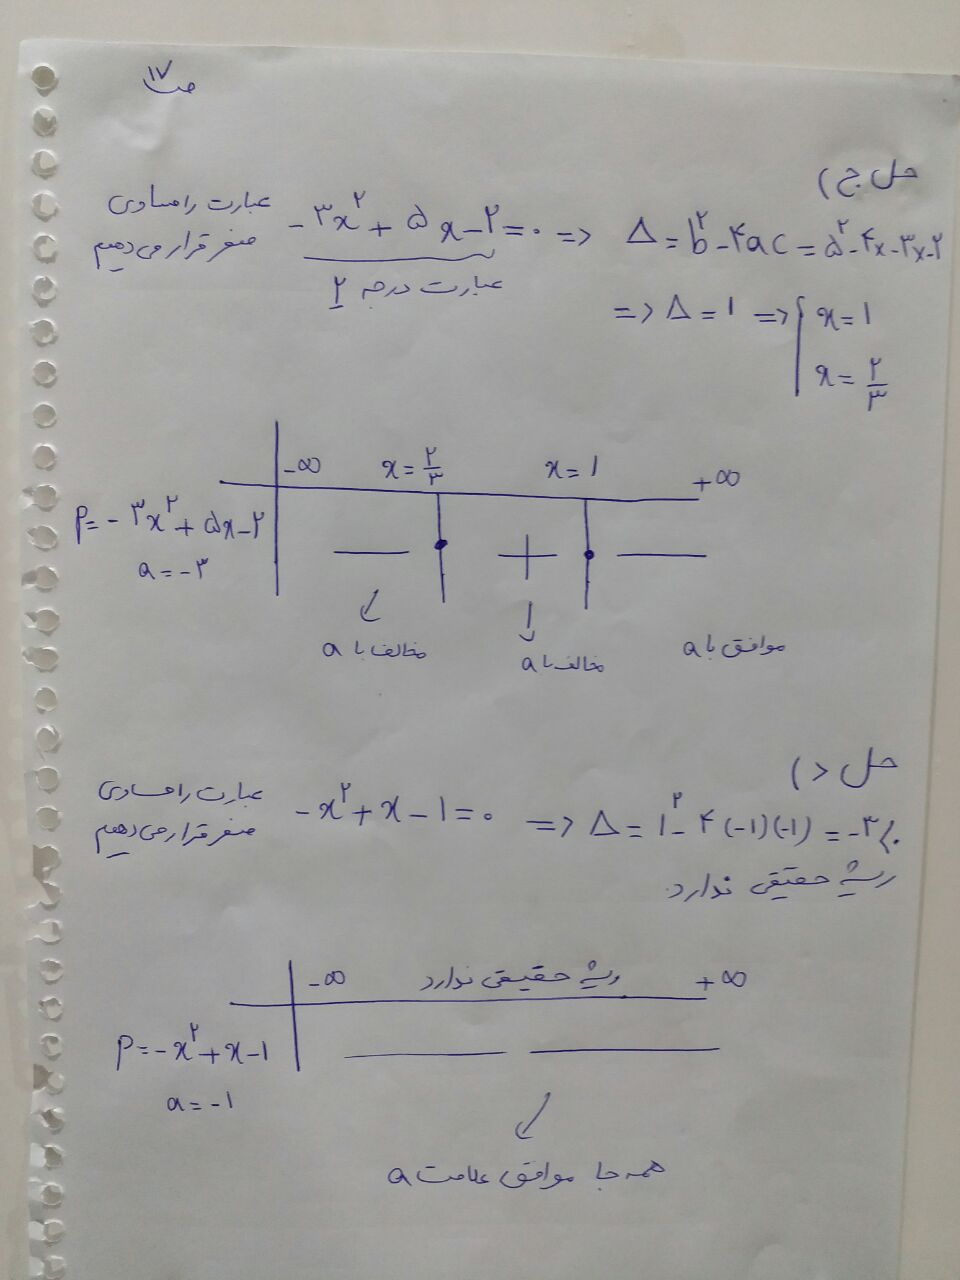 ص ۱۷
حل ج)
عبارت را مساوی صفر قرار می دهیم
-۳x² + ۵x - ۲ = ۰ => Δ = b² - ۴ac = ۵² - ۴x-۳x-۲
عبارت درجه ۲
=> Δ = ۱ => { x = ۱
x = ۲/۳
-∞ x = ۲/۳ x = ۱ +∞
P = -۳x² + ۵x - ۲ — + —
a = -۳
مخالف با a مخالف با a موافق با a
حل د)
عبارت را مساوی صفر قرار می دهیم
-x² + x - ۱ = ۰ => Δ = ۱² - ۴(-۱)(-۱) = -۳ < ۰
ریشه حقیقی ندارد.
-∞ ریشه حقیقی ندارد +∞
P = -x² + x - ۱ — —
a = -۱
همه جا موافق علامت a